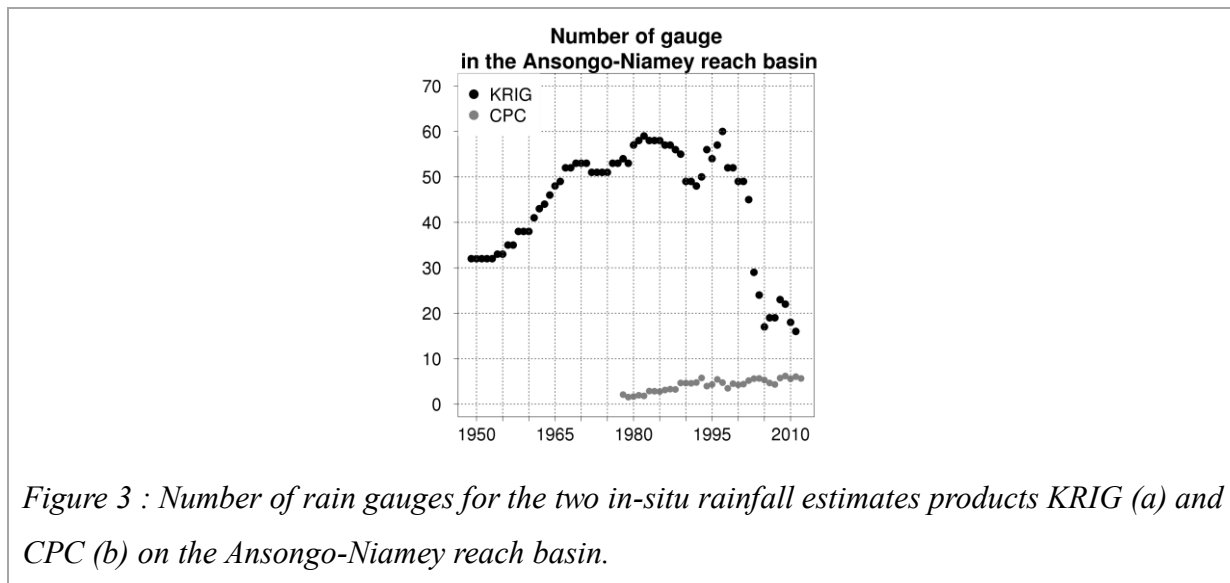 Number of gauge
in the Ansongo-Niamey reach basin
70
KRIG
CPC
60
50
40
30
20
10
0
1950 1965 1980 1995 2010
Figure 3 : Number of rain gauges for the two in-situ rainfall estimates products KRIG (a) and
CPC (b) on the Ansongo-Niamey reach basin.